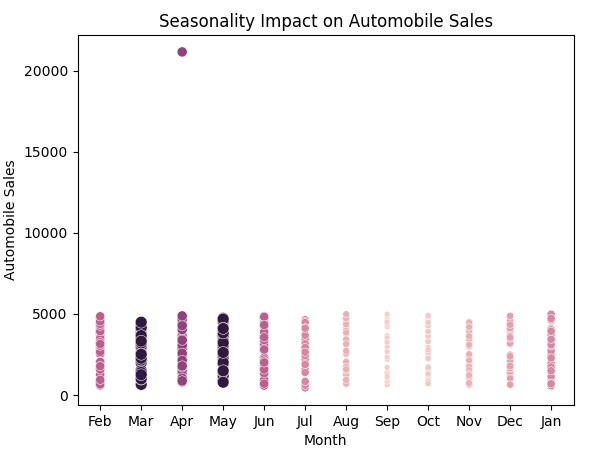 Seasonality Impact on Automobile Sales
20000
15000
10000
5000
0
Automobile Sales
Feb Mar Apr May Jun Jul Aug Sep Oct Nov Dec Jan
Month